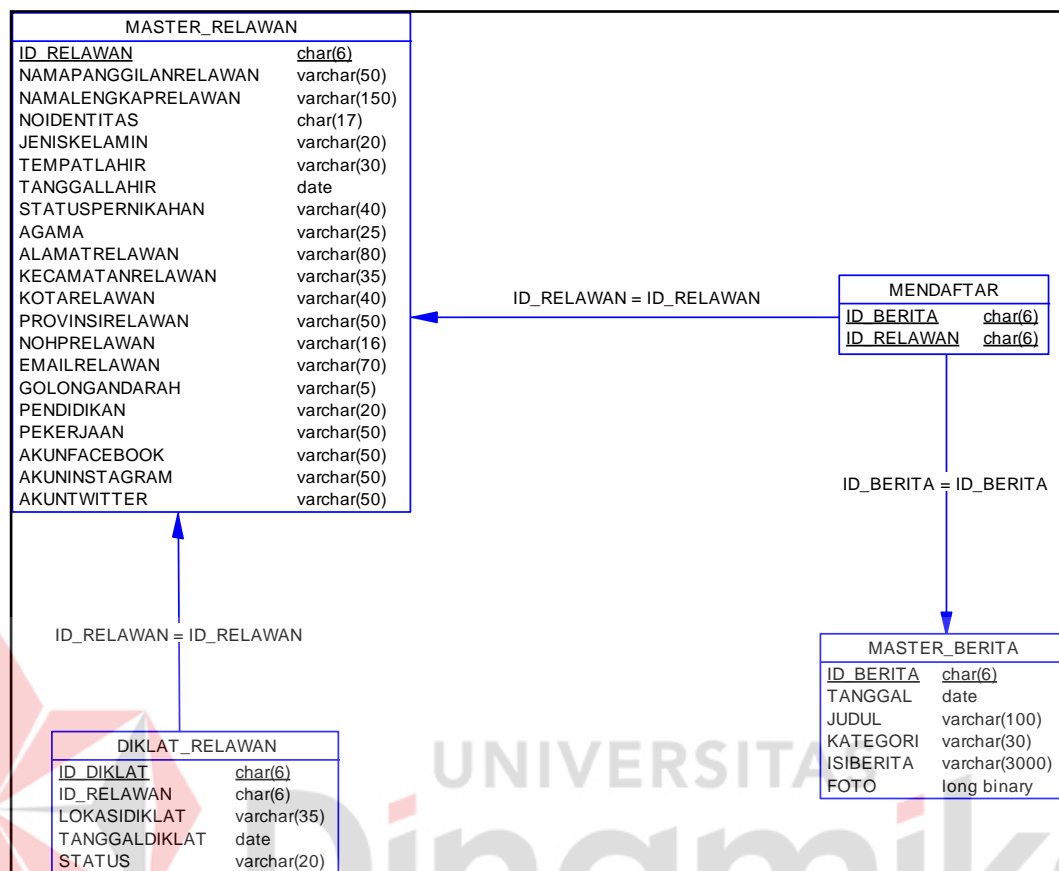 MASTER_RELAWAN
ID_RELAWAN char(6)
NAMAPANGGILANRELAWAN varchar(50)
NAMALENGKAPRELAWAN varchar(150)
NOIDENTITAS char(17)
JENISKELAMIN varchar(20)
TEMPATLAHIR varchar(30)
TANGGALLAHIR date
STATUSPERNIKAHAN varchar(40)
AGAMA varchar(25)
ALAMATRELAWAN varchar(80)
KECAMATANRELAWAN varchar(35)
KOTARELAWAN varchar(40)
PROVINSIRELAWAN varchar(50)
NOHPRELAWAN varchar(16)
EMAILRELAWAN varchar(70)
GOLONGANDARAH varchar(5)
PENDIDIKAN varchar(20)
PEKERJAAN varchar(50)
AKUNFACEBOOK varchar(50)
AKUNINSTAGRAM varchar(50)
AKUNTWITTER varchar(50)
ID_RELAWAN = ID_RELAWAN
MENDAFTAR
ID_BERITA char(6)
ID_RELAWAN char(6)
ID_BERITA = ID_BERITA
ID_RELAWAN = ID_RELAWAN
MASTER_BERITA
ID_BERITA char(6)
TANGGAL date
JUDUL varchar(100)
KATEGORI varchar(30)
ISIBERITA varchar(3000)
FOTO long binary
DIKLAT_RELAWAN
ID_DIKLAT char(6)
ID_RELAWAN char(6)
LOKASIDIKLAT varchar(35)
TANGGALDIKLAT date
STATUS varchar(20)
UNIVERSITAS
Dinamika